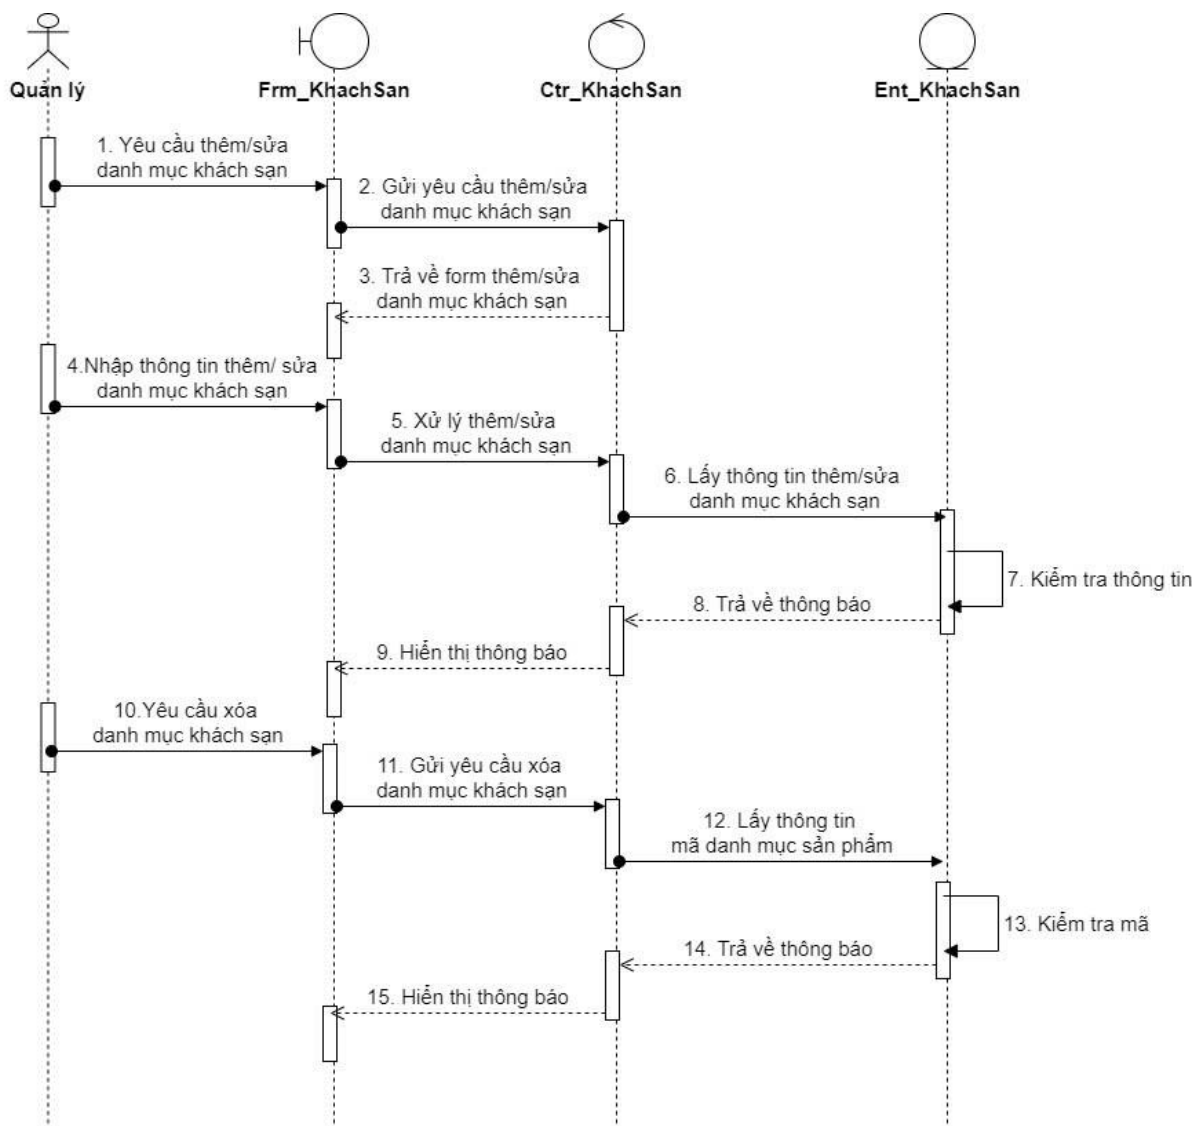 Quản lý
Frm_KhachSan
Ctr_KhachSan
Ent_KhachSan
1. Yêu cầu thêm/sửa
danh mục khách sạn
2. Gửi yêu cầu thêm/sửa
danh mục khách sạn
3. Trả về form thêm/sửa
danh mục khách sạn
4.Nhập thông tin thêm/ sửa
danh mục khách sạn
5. Xử lý thêm/sửa
danh mục khách sạn
6. Lấy thông tin thêm/sửa
danh mục khách sạn
7. Kiểm tra thông tin
8. Trả về thông báo
9. Hiển thị thông báo
10.Yêu cầu xóa
danh mục khách sạn
11. Gửi yêu cầu xóa
danh mục khách sạn
12. Lấy thông tin
mã danh mục sản phẩm
13. Kiểm tra mã
14. Trả về thông báo
15. Hiển thị thông báo